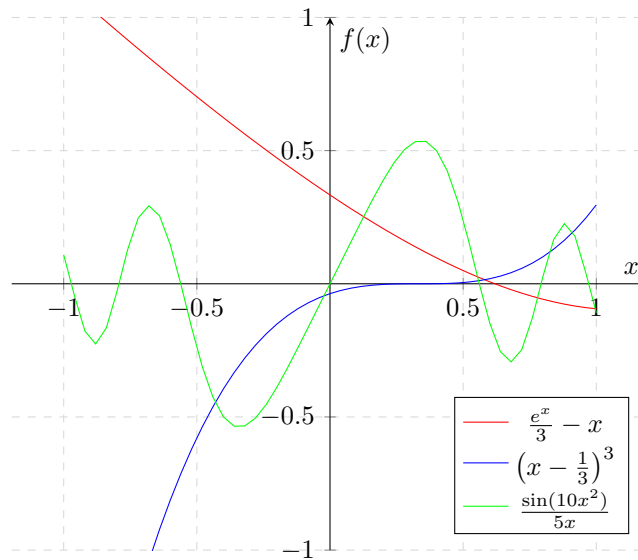 1
f(x)
0.5
x
−1 −0.5 0.5 1
−0.5
−1
e^x/3 − x
(x − 1/3)^3
sin(10x^2)/5x